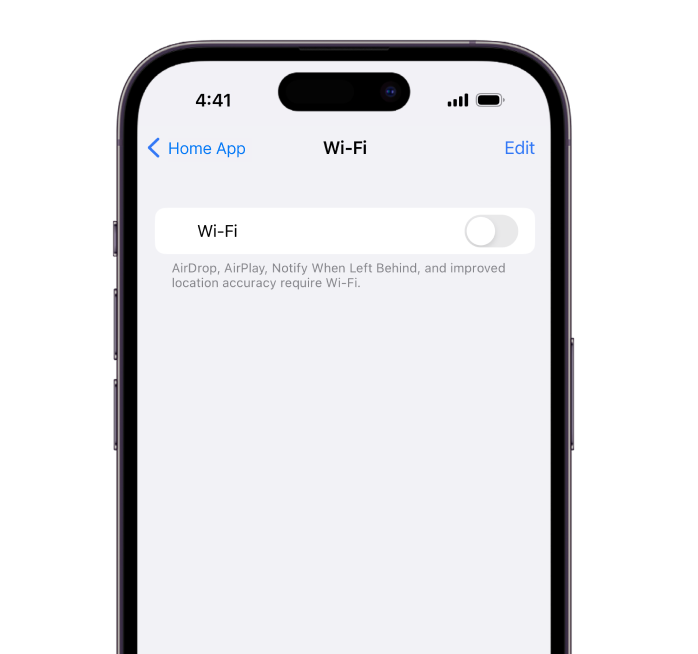 4:41
Home App
Wi-Fi
Edit
Wi-Fi
AirDrop, AirPlay, Notify When Left Behind, and improved
location accuracy require Wi-Fi.